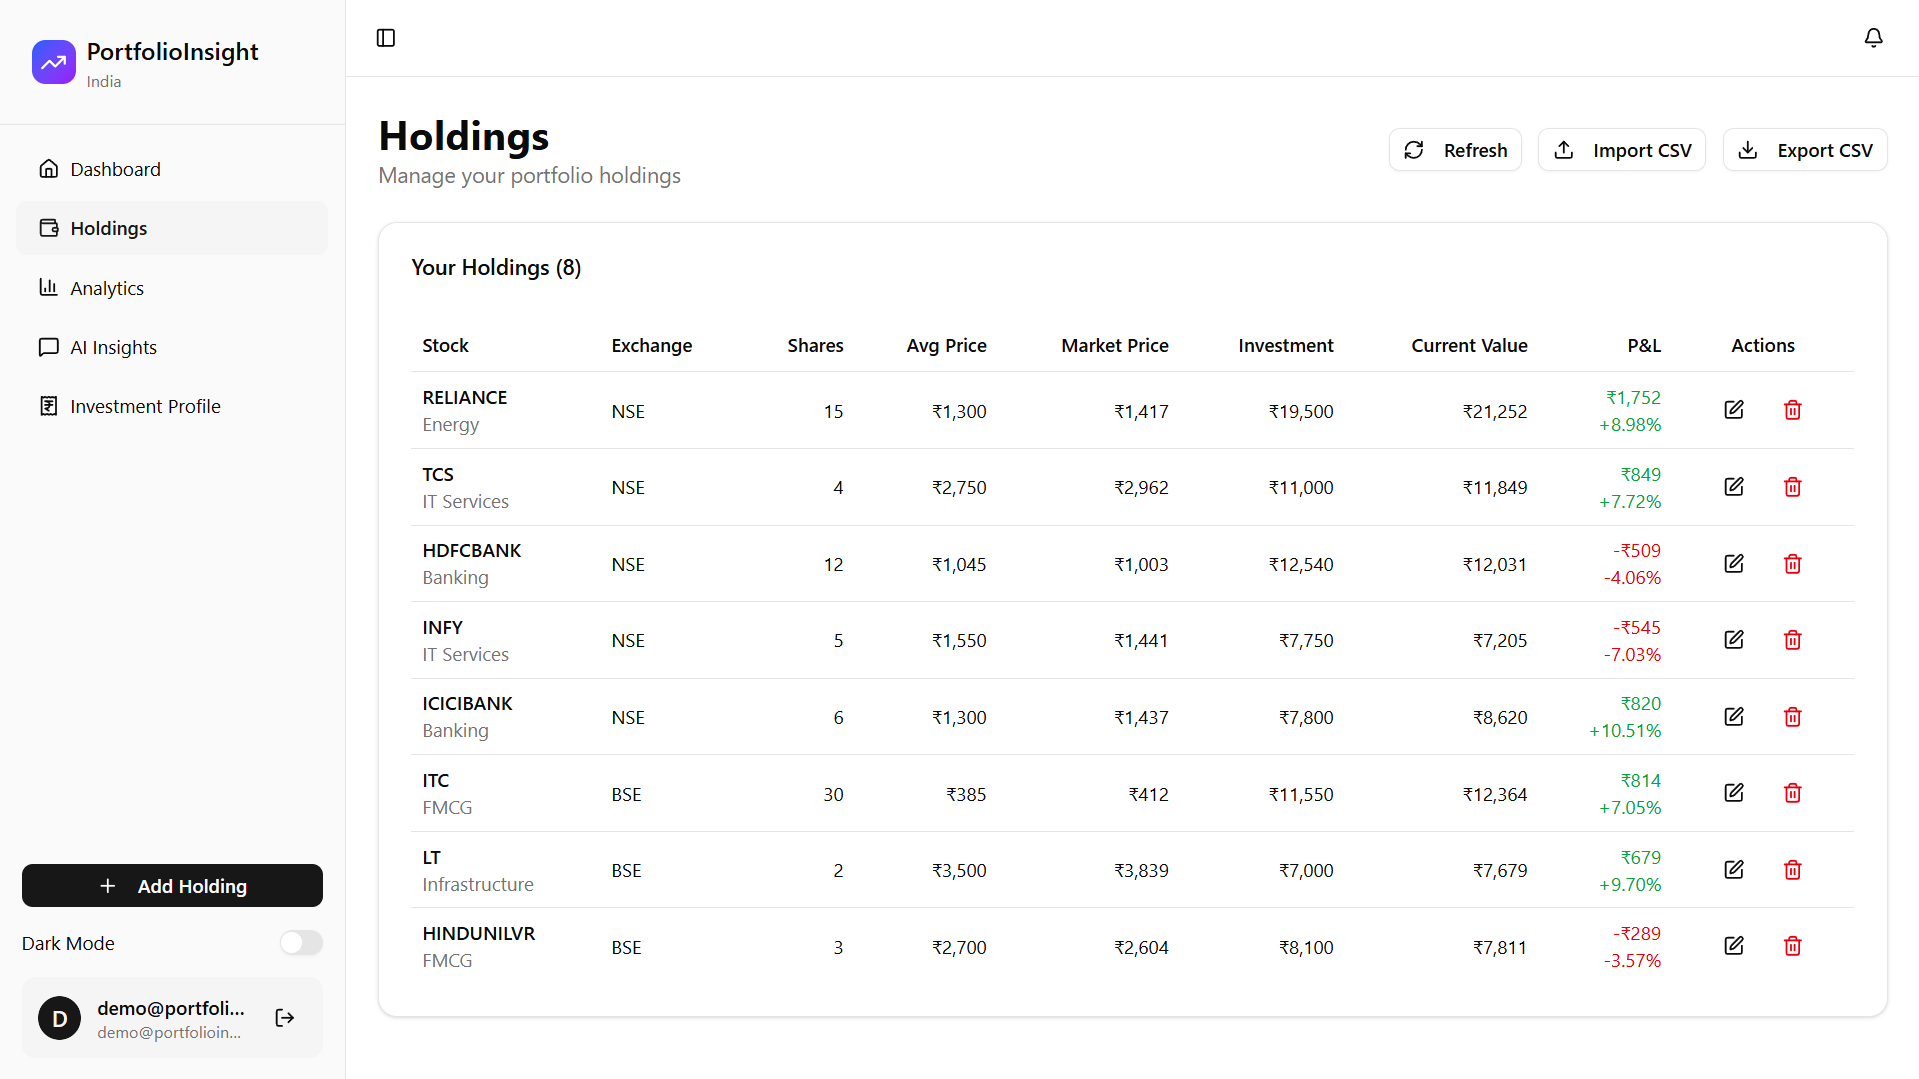 PortfolioInsight
India
Dashboard
Holdings
Analytics
AI Insights
Investment Profile
Add Holding
Dark Mode
D
demo@portfoli...
demo@portfolioin...
Holdings
Manage your portfolio holdings
Refresh
Import CSV
Export CSV
Your Holdings (8)
Stock Exchange Shares Avg Price Market Price Investment Current Value P&L Actions
RELIANCE
Energy
NSE 15 ₹1,300 ₹1,417 ₹19,500 ₹21,252
₹1,752
+8.98%
TCS
IT Services
NSE 4 ₹2,750 ₹2,962 ₹11,000 ₹11,849
₹849
+7.72%
HDFCBANK
Banking
NSE 12 ₹1,045 ₹1,003 ₹12,540 ₹12,031
-₹509
-4.06%
INFY
IT Services
NSE 5 ₹1,550 ₹1,441 ₹7,750 ₹7,205
-₹545
-7.03%
ICICIBANK
Banking
NSE 6 ₹1,300 ₹1,437 ₹7,800 ₹8,620
₹820
+10.51%
ITC
FMCG
BSE 30 ₹385 ₹412 ₹11,550 ₹12,364
₹814
+7.05%
LT
Infrastructure
BSE 2 ₹3,500 ₹3,839 ₹7,000 ₹7,679
₹679
+9.70%
HINDUNILVR
FMCG
BSE 3 ₹2,700 ₹2,604 ₹8,100 ₹7,811
-₹289
-3.57%